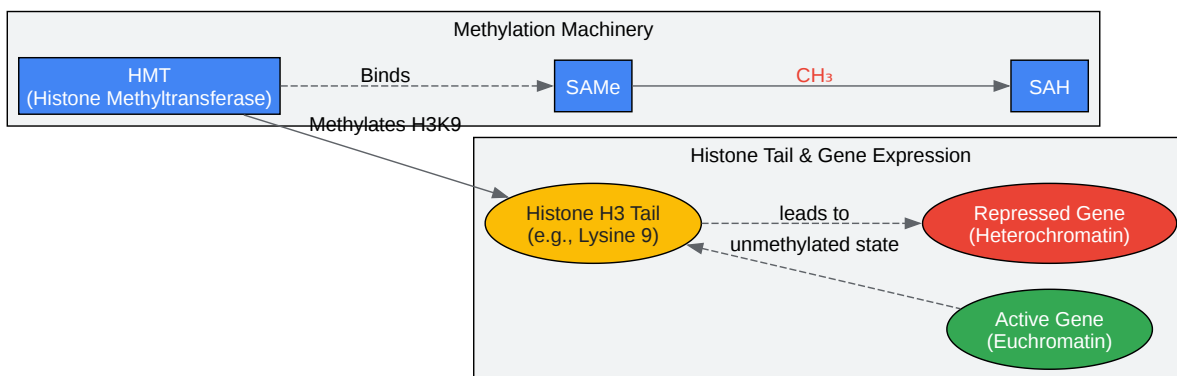 Methylation Machinery
HMT
(Histone Methyltransferase)
Binds
SAMe
CH₃
SAH
Methylates H3K9
Histone Tail & Gene Expression
Histone H3 Tail
(e.g., Lysine 9)
leads to
unmethylated state
Repressed Gene
(Heterochromatin)
Active Gene
(Euchromatin)